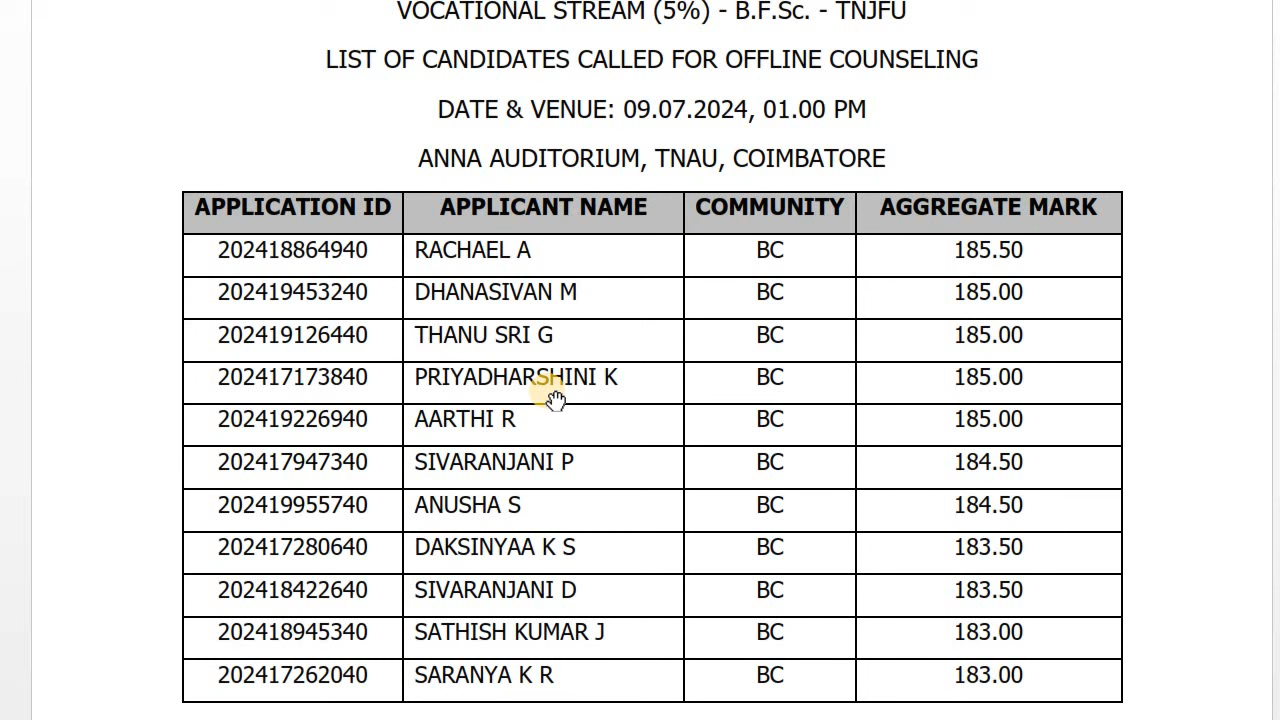 VOCATIONAL STREAM (5%) - B.F.Sc. - TNJFU
LIST OF CANDIDATES CALLED FOR OFFLINE COUNSELING
DATE & VENUE: 09.07.2024, 01.00 PM
ANNA AUDITORIUM, TNAU, COIMBATORE
APPLICATION ID APPLICANT NAME COMMUNITY AGGREGATE MARK
202418864940 RACHAEL A BC 185.50
202419453240 DHANASIVAN M BC 185.00
202419126440 THANU SRI G BC 185.00
202417173840 PRIYADHARSHINI K BC 185.00
202419226940 AARTHI R BC 185.00
202417947340 SIVARANJANI P BC 184.50
202419955740 ANUSHA S BC 184.50
202417280640 DAKSINYAA K S BC 183.50
202418422640 SIVARANJANI D BC 183.50
202418945340 SATHISH KUMAR J BC 183.00
202417262040 SARANYA K R BC 183.00